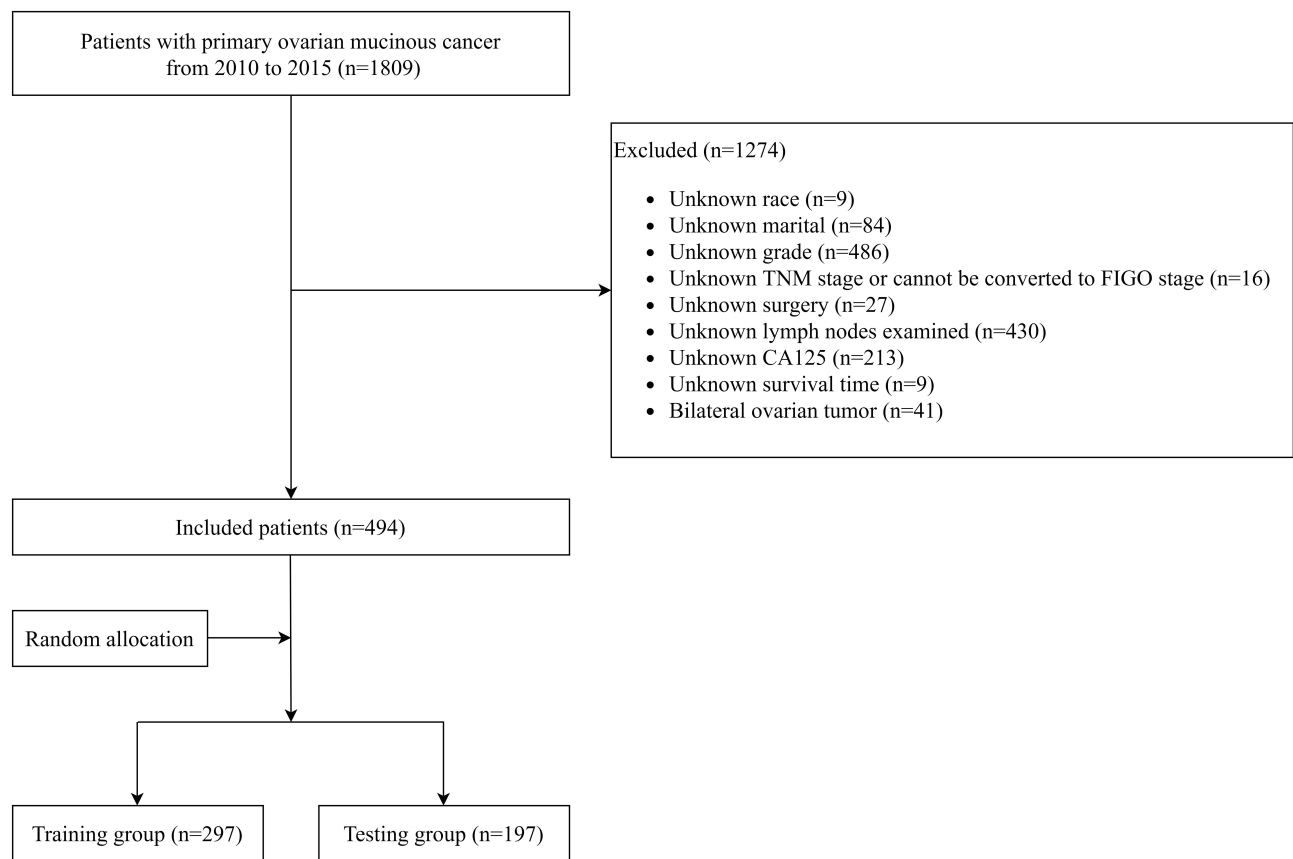 Patients with primary ovarian mucinous cancer
from 2010 to 2015 (n=1809)
Excluded (n=1274)
• Unknown race (n=9)
• Unknown marital (n=84)
• Unknown grade (n=486)
• Unknown TNM stage or cannot be converted to FIGO stage (n=16)
• Unknown surgery (n=27)
• Unknown lymph nodes examined (n=430)
• Unknown CA125 (n=213)
• Unknown survival time (n=9)
• Bilateral ovarian tumor (n=41)
Included patients (n=494)
Random allocation
Training group (n=297)
Testing group (n=197)